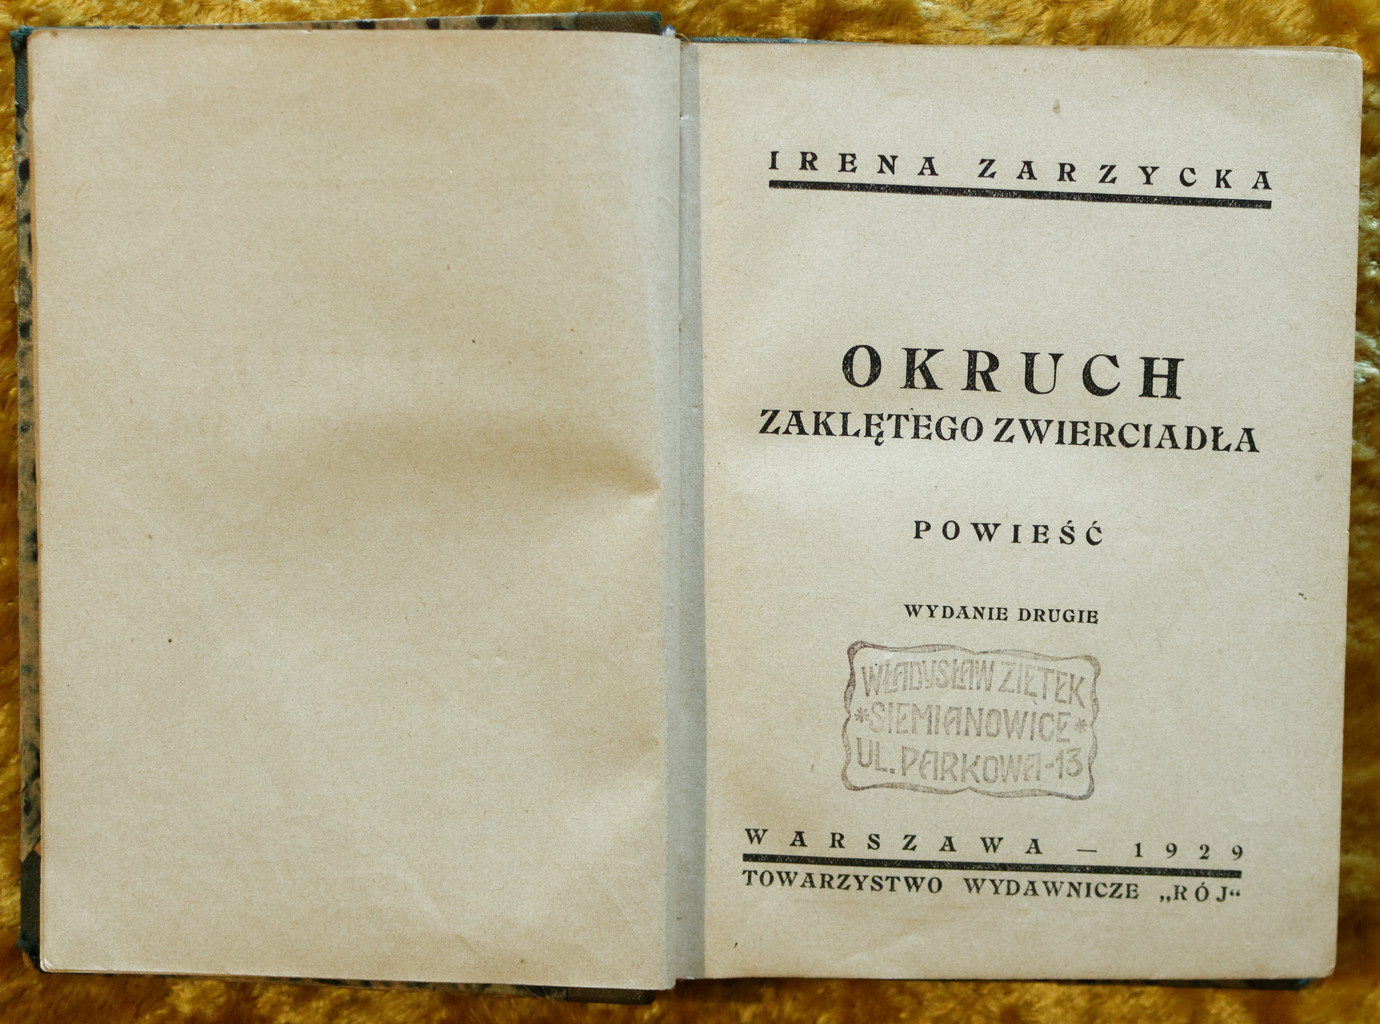 IRENA ZARZYCKA
OKRUCH
ZAKLĘTEGO ZWIERCIADŁA
POWIEŚĆ
WYDANIE DRUGIE
WŁADYSŁAW ZIĘTEK
*SIEMIANOWICE*
UL. PARKOWA-13
WARSZAWA — 1929
TOWARZYSTWO WYDAWNICZE „RÓJ“